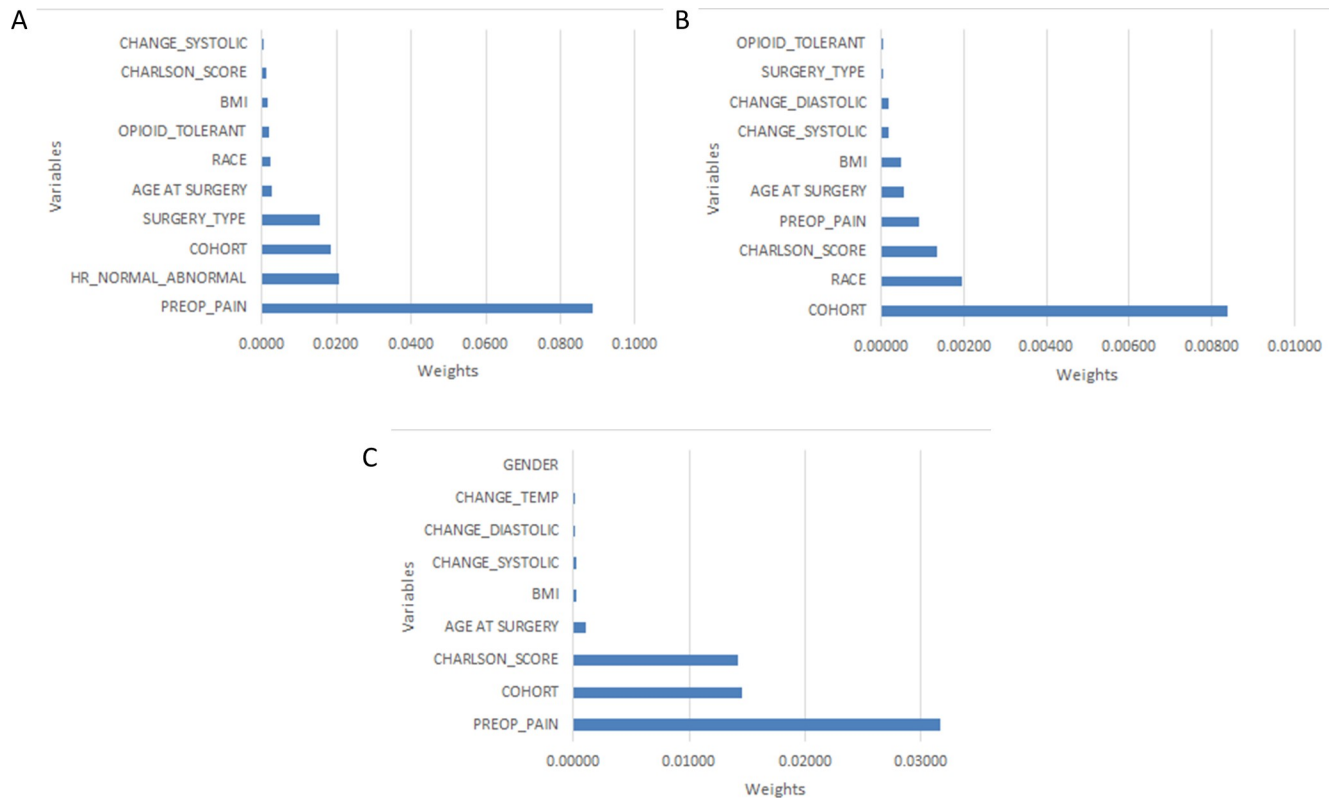 A
Variables
CHANGE_SYSTOLIC
CHARLSON_SCORE
BMI
OPIOID_TOLERANT
RACE
AGE AT SURGERY
SURGERY_TYPE
COHORT
HR_NORMAL_ABNORMAL
PREOP_PAIN
0.0000 0.0200 0.0400 0.0600 0.0800 0.1000
Weights
B
Variables
OPIOID_TOLERANT
SURGERY_TYPE
CHANGE_DIASTOLIC
CHANGE_SYSTOLIC
BMI
AGE AT SURGERY
PREOP_PAIN
CHARLSON_SCORE
RACE
COHORT
0.00000 0.00200 0.00400 0.00600 0.00800 0.01000
Weights
C
Variables
GENDER
CHANGE_TEMP
CHANGE_DIASTOLIC
CHANGE_SYSTOLIC
BMI
AGE AT SURGERY
CHARLSON_SCORE
COHORT
PREOP_PAIN
0.00000 0.01000 0.02000 0.03000
Weights